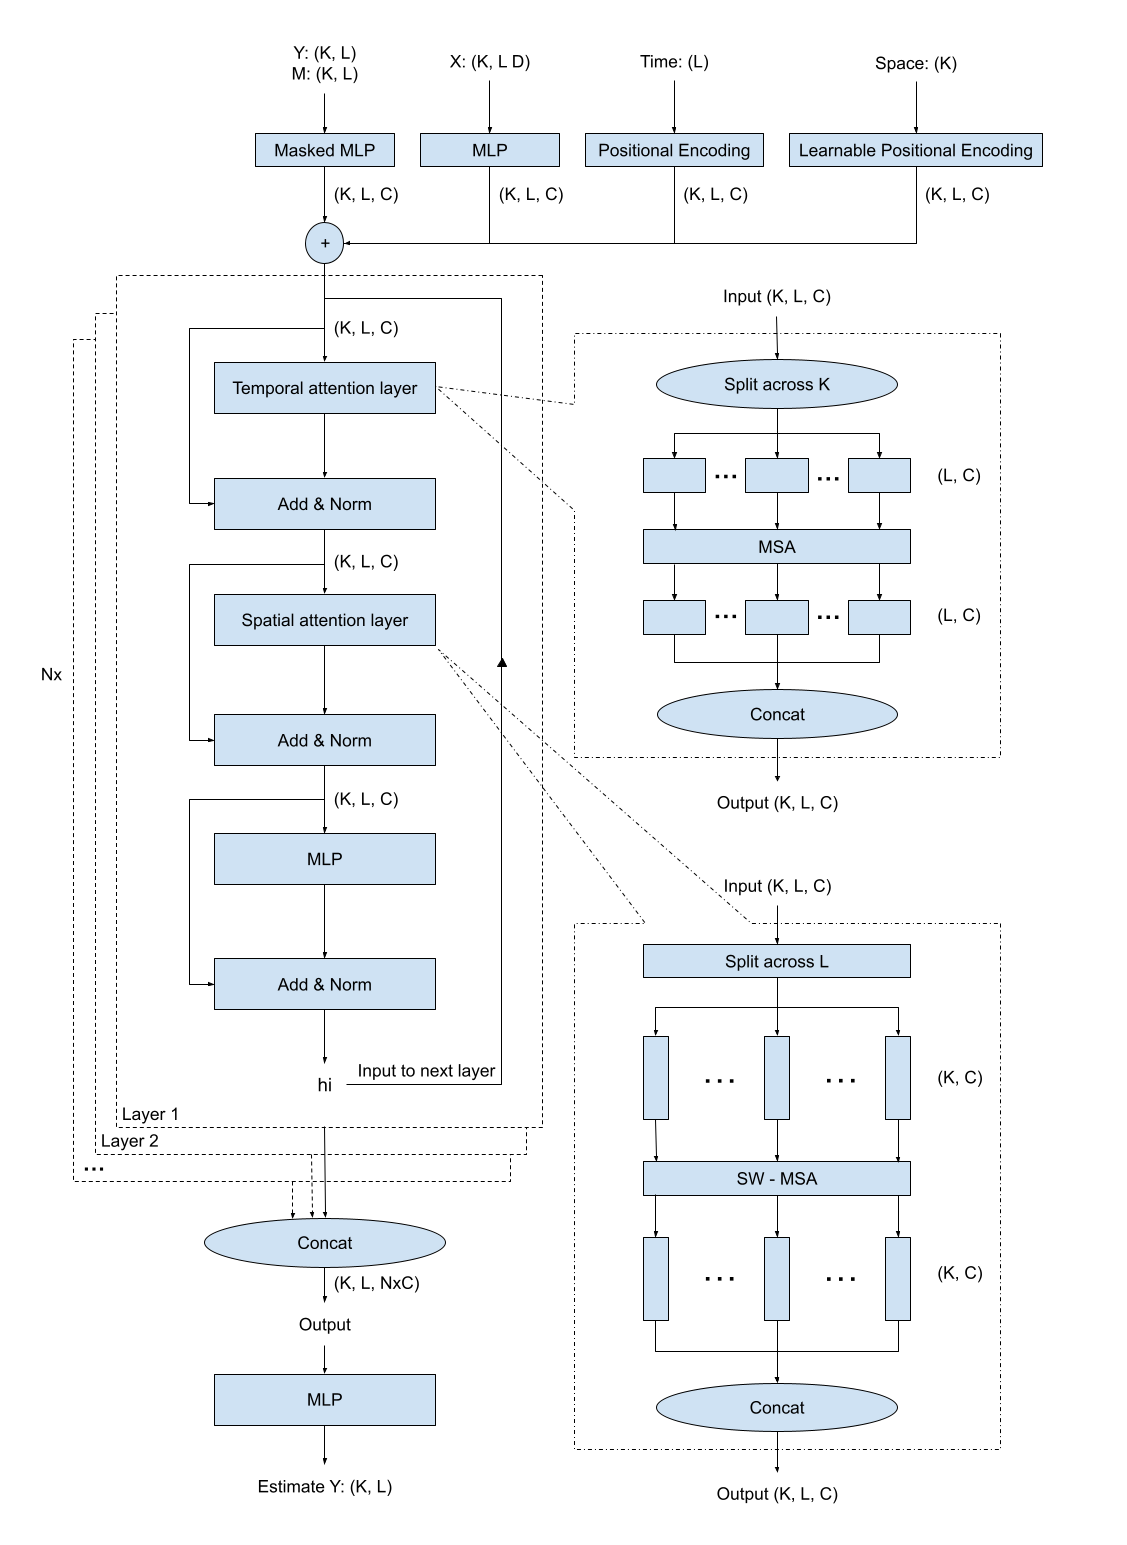 Y: (K, L)
M: (K, L)
X: (K, L D)
Time: (L)
Space: (K)
Masked MLP
MLP
Positional Encoding
Learnable Positional Encoding
(K, L, C)
(K, L, C)
(K, L, C)
(K, L, C)
+
(K, L, C)
Temporal attention layer
Add & Norm
(K, L, C)
Spatial attention layer
Nx
Add & Norm
(K, L, C)
MLP
Add & Norm
hi
Input to next layer
Layer 1
Layer 2
...
Concat
(K, L, NxC)
Output
MLP
Estimate Y: (K, L)
Input (K, L, C)
Split across K
... ...
(L, C)
MSA
... ...
(L, C)
Concat
Output (K, L, C)
Input (K, L, C)
Split across L
... ...
(K, C)
SW - MSA
... ...
(K, C)
Concat
Output (K, L, C)